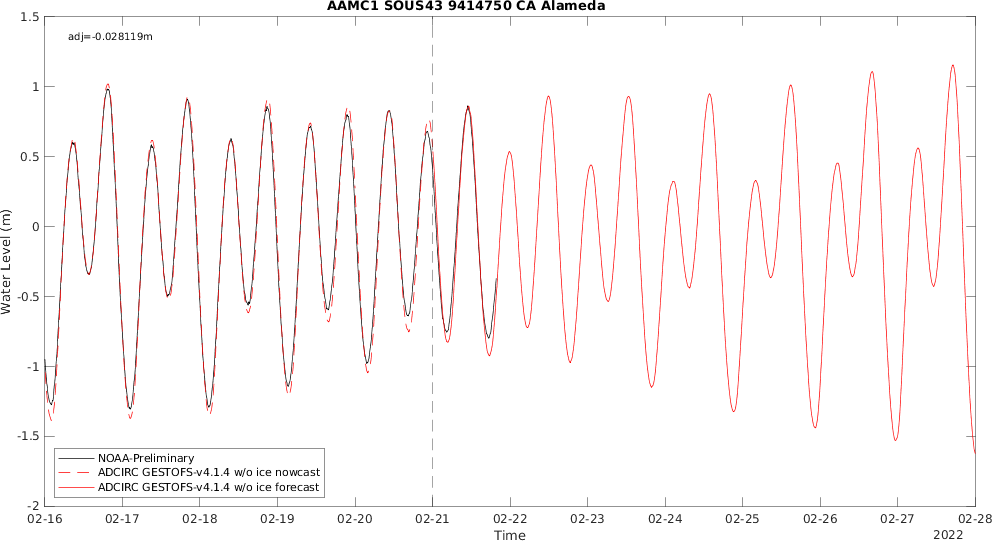 AAMC1 SOUS43 9414750 CA Alameda
adj=-0.028119m
1.5
1
0.5
0
-0.5
-1
-1.5
-2
Water Level (m)
NOAA-Preliminary
ADCIRC GESTOFS-v4.1.4 w/o ice nowcast
ADCIRC GESTOFS-v4.1.4 w/o ice forecast
02-16 02-17 02-18 02-19 02-20 02-21 02-22 02-23 02-24 02-25 02-26 02-27 02-28
Time
2022